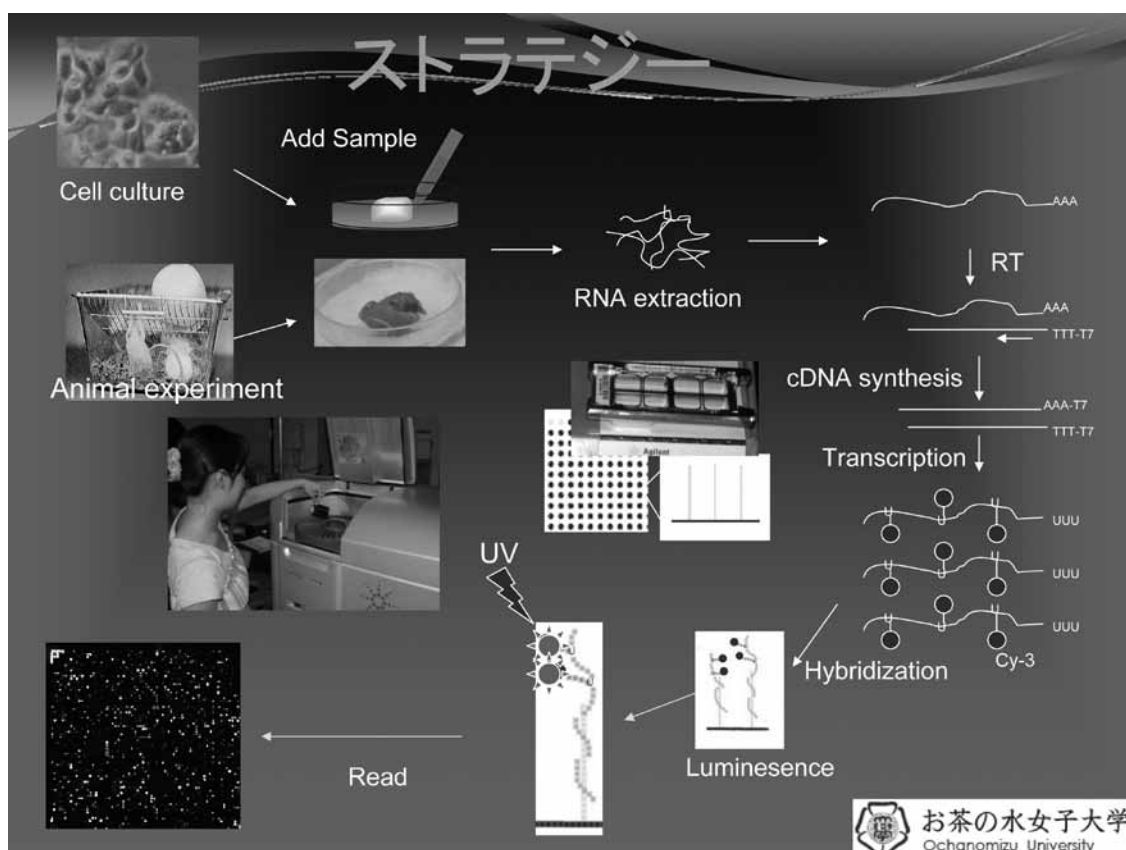 ストラテジー
Add Sample
Cell culture
AAA
RT
RNA extraction
AAA
TTT-T7
Animal experiment
cDNA synthesis
AAA-T7
TTT-T7
Agilent
Transcription
UUU
UV
UUU
UUU
Cy-3
Hybridization
Luminesence
Read
お茶の水女子大学
Ochanomizu University